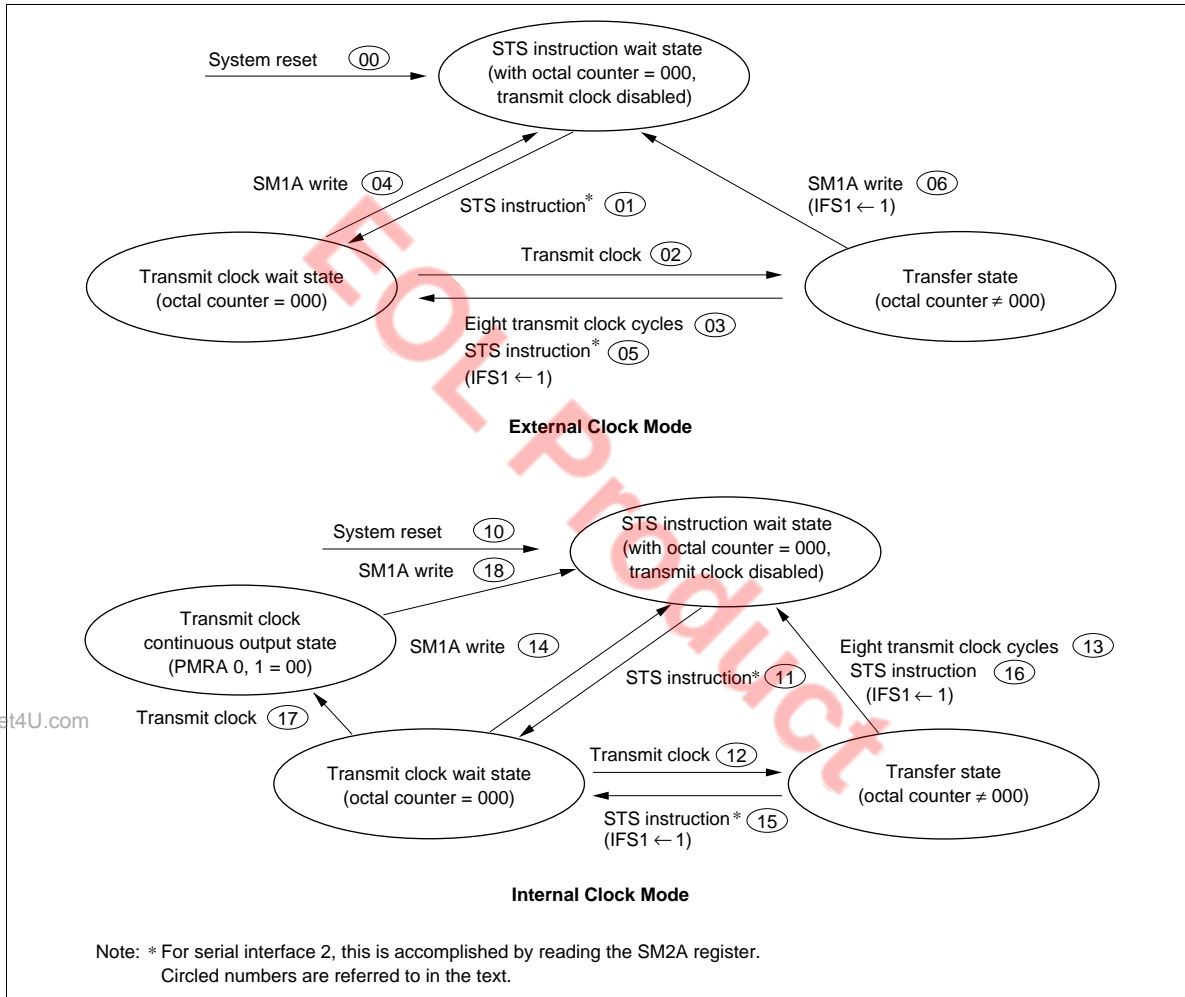 System reset 00
STS instruction wait state
(with octal counter = 000,
transmit clock disabled)
SM1A write 04
STS instruction* 01
SM1A write 06
(IFS1 ← 1)
Transmit clock wait state
(octal counter = 000)
Transmit clock 02
Transfer state
(octal counter ≠ 000)
Eight transmit clock cycles 03
STS instruction* 05
(IFS1 ← 1)
External Clock Mode
EOL Product
System reset 10
STS instruction wait state
(with octal counter = 000,
transmit clock disabled)
SM1A write 18
Transmit clock
continuous output state
(PMRA 0, 1 = 00)
SM1A write 14
STS instruction* 11
Eight transmit clock cycles 13
STS instruction 16
(IFS1 ← 1)
et4U.com
Transmit clock 17
Transmit clock wait state
(octal counter = 000)
Transmit clock 12
Transfer state
(octal counter ≠ 000)
STS instruction* 15
(IFS1 ← 1)
Internal Clock Mode
Note: * For serial interface 2, this is accomplished by reading the SM2A register.
Circled numbers are referred to in the text.